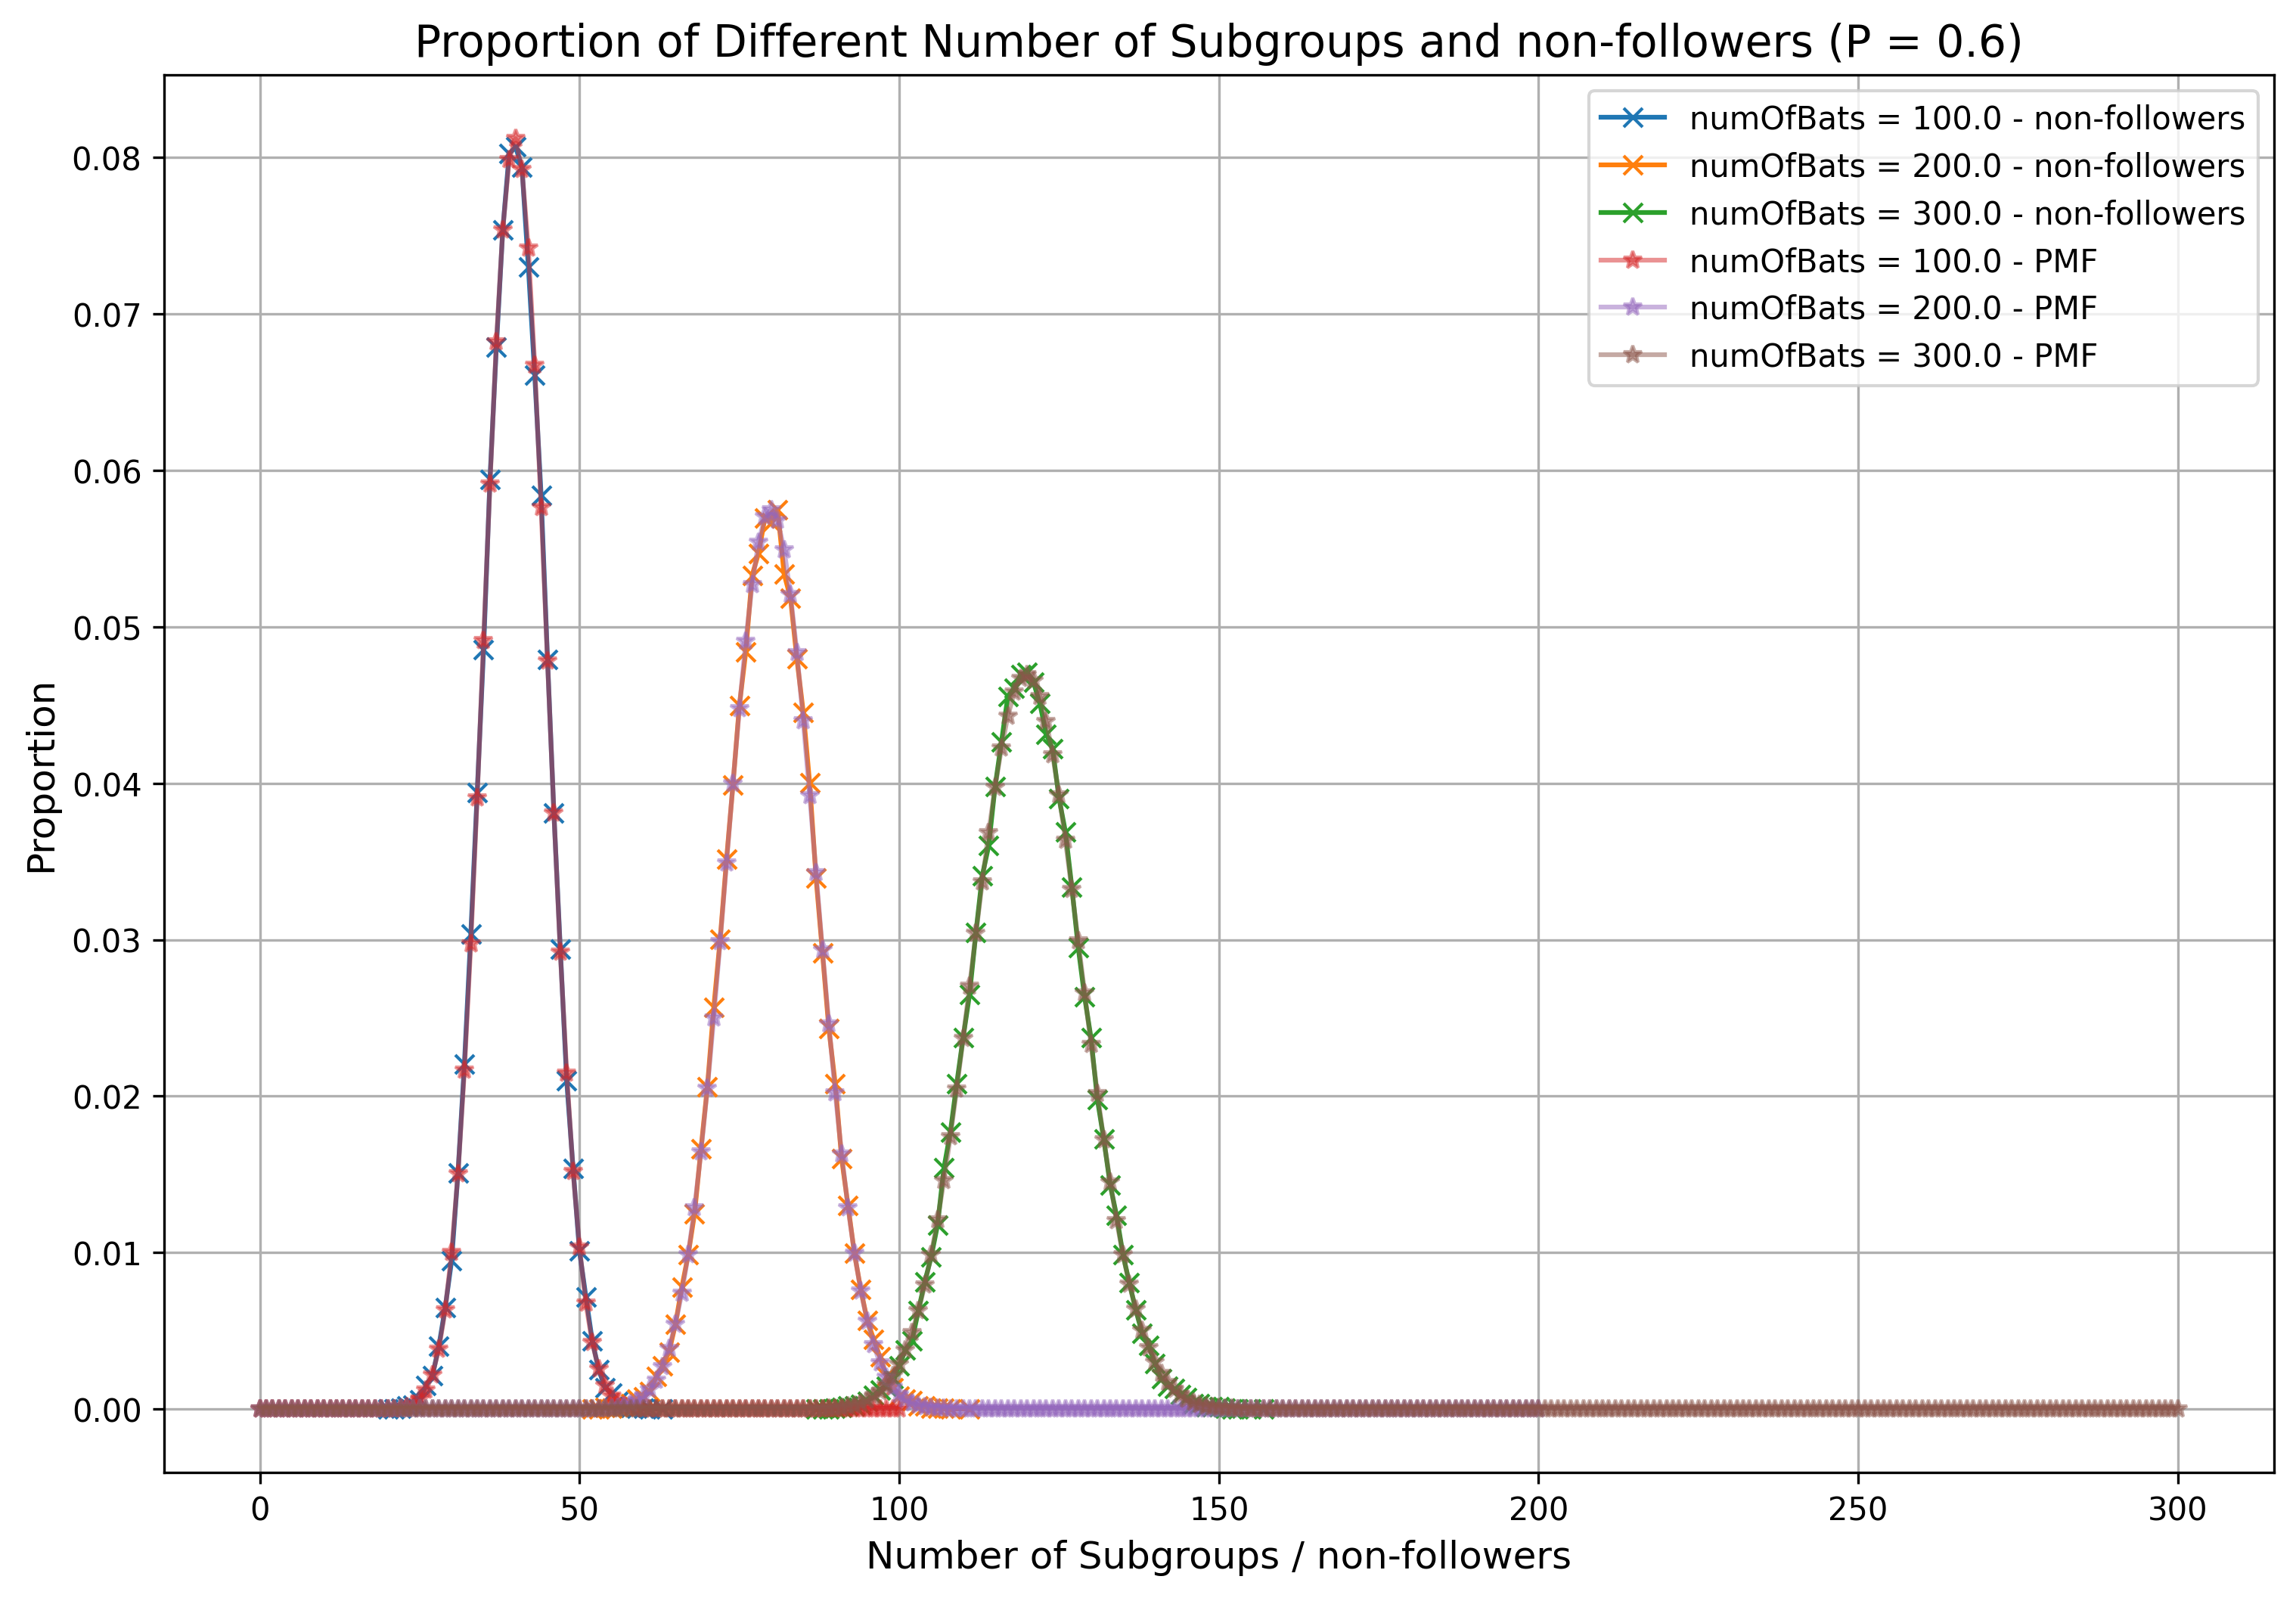 Proportion of Different Number of Subgroups and non-followers (P = 0.6)
numOfBats = 100.0 - non-followers
numOfBats = 200.0 - non-followers
numOfBats = 300.0 - non-followers
numOfBats = 100.0 - PMF
numOfBats = 200.0 - PMF
numOfBats = 300.0 - PMF
Proportion
0.08
0.07
0.06
0.05
0.04
0.03
0.02
0.01
0.00
0 50 100 150 200 250 300
Number of Subgroups / non-followers